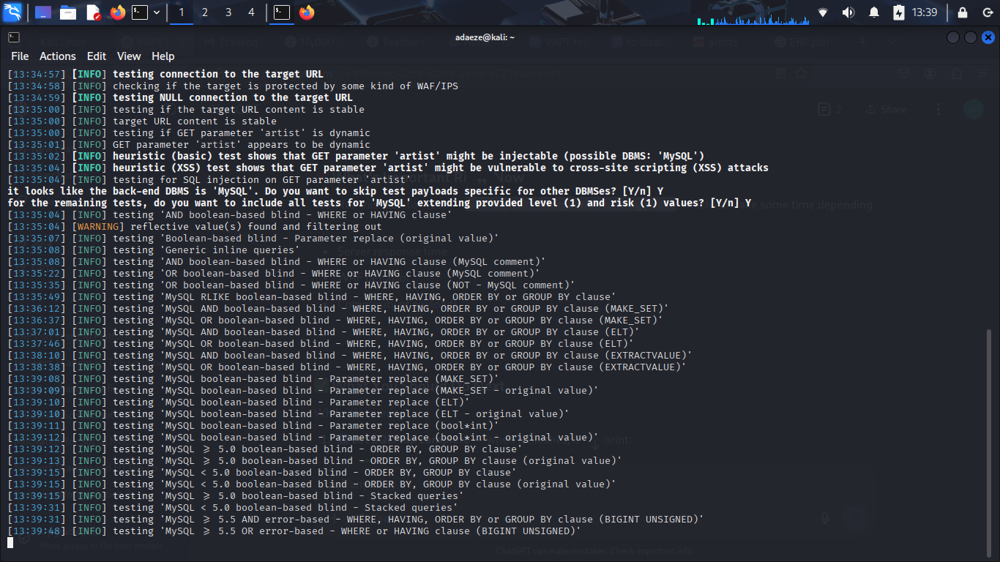 1 2 3 4 13:39
adaeze@kali: ~
File Actions Edit View Help
[13:34:57] [INFO] testing connection to the target URL
[13:34:58] [INFO] checking if the target is protected by some kind of WAF/IPS
[13:34:59] [INFO] testing NULL connection to the target URL
[13:35:00] [INFO] testing if the target URL content is stable
[13:35:00] [INFO] target URL content is stable
[13:35:00] [INFO] testing if GET parameter 'artist' is dynamic
[13:35:01] [INFO] GET parameter 'artist' appears to be dynamic
[13:35:02] [INFO] heuristic (basic) test shows that GET parameter 'artist' might be injectable (possible DBMS: 'MySQL')
[13:35:04] [INFO] heuristic (XSS) test shows that GET parameter 'artist' might be vulnerable to cross-site scripting (XSS) attacks
[13:35:04] [INFO] testing for SQL injection on GET parameter 'artist'
it looks like the back-end DBMS is 'MySQL'. Do you want to skip test payloads specific for other DBMSes? [Y/n] Y
for the remaining tests, do you want to include all tests for 'MySQL' extending provided level (1) and risk (1) values? [Y/n] Y
[13:35:04] [INFO] testing 'AND boolean-based blind - WHERE or HAVING clause'
[13:35:04] [WARNING] reflective value(s) found and filtering out
[13:35:07] [INFO] testing 'Boolean-based blind - Parameter replace (original value)'
[13:35:08] [INFO] testing 'Generic inline queries'
[13:35:08] [INFO] testing 'AND boolean-based blind - WHERE or HAVING clause (MySQL comment)'
[13:35:22] [INFO] testing 'OR boolean-based blind - WHERE or HAVING clause (MySQL comment)'
[13:35:35] [INFO] testing 'OR boolean-based blind - WHERE or HAVING clause (NOT - MySQL comment)'
[13:35:49] [INFO] testing 'MySQL RLIKE boolean-based blind - WHERE, HAVING, ORDER BY or GROUP BY clause'
[13:36:12] [INFO] testing 'MySQL AND boolean-based blind - WHERE, HAVING, ORDER BY or GROUP BY clause (MAKE_SET)'
[13:36:37] [INFO] testing 'MySQL OR boolean-based blind - WHERE, HAVING, ORDER BY or GROUP BY clause (MAKE_SET)'
[13:37:01] [INFO] testing 'MySQL AND boolean-based blind - WHERE, HAVING, ORDER BY or GROUP BY clause (ELT)'
[13:37:46] [INFO] testing 'MySQL OR boolean-based blind - WHERE, HAVING, ORDER BY or GROUP BY clause (ELT)'
[13:38:10] [INFO] testing 'MySQL AND boolean-based blind - WHERE, HAVING, ORDER BY or GROUP BY clause (EXTRACTVALUE)'
[13:38:38] [INFO] testing 'MySQL OR boolean-based blind - WHERE, HAVING, ORDER BY or GROUP BY clause (EXTRACTVALUE)'
[13:39:08] [INFO] testing 'MySQL boolean-based blind - Parameter replace (MAKE_SET)'
[13:39:09] [INFO] testing 'MySQL boolean-based blind - Parameter replace (MAKE_SET - original value)'
[13:39:10] [INFO] testing 'MySQL boolean-based blind - Parameter replace (ELT)'
[13:39:10] [INFO] testing 'MySQL boolean-based blind - Parameter replace (ELT - original value)'
[13:39:11] [INFO] testing 'MySQL boolean-based blind - Parameter replace (bool*int)'
[13:39:12] [INFO] testing 'MySQL boolean-based blind - Parameter replace (bool*int - original value)'
[13:39:12] [INFO] testing 'MySQL ≥ 5.0 boolean-based blind - ORDER BY, GROUP BY clause'
[13:39:13] [INFO] testing 'MySQL ≥ 5.0 boolean-based blind - ORDER BY, GROUP BY clause (original value)'
[13:39:15] [INFO] testing 'MySQL < 5.0 boolean-based blind - ORDER BY, GROUP BY clause'
[13:39:15] [INFO] testing 'MySQL < 5.0 boolean-based blind - ORDER BY, GROUP BY clause (original value)'
[13:39:15] [INFO] testing 'MySQL ≥ 5.0 boolean-based blind - Stacked queries'
[13:39:31] [INFO] testing 'MySQL < 5.0 boolean-based blind - Stacked queries'
[13:39:31] [INFO] testing 'MySQL ≥ 5.5 AND error-based - WHERE, HAVING, ORDER BY or GROUP BY clause (BIGINT UNSIGNED)'
[13:39:48] [INFO] testing 'MySQL ≥ 5.5 OR error-based - WHERE or HAVING clause (BIGINT UNSIGNED)'
More access to the best models
ChatGPT can make mistakes. Check important info.